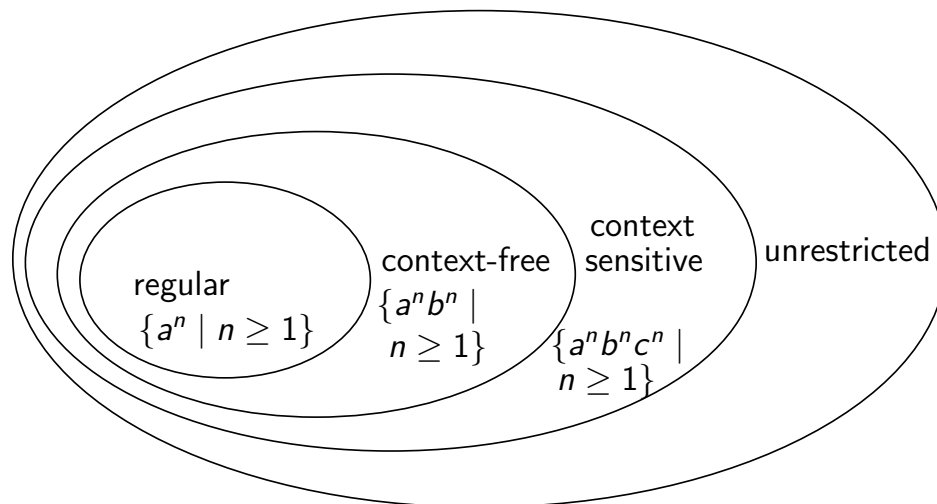 regular
{aⁿ | n ≥ 1}
context-free
{aⁿbⁿ |
n ≥ 1}
context
sensitive
{aⁿbⁿcⁿ |
n ≥ 1}
unrestricted